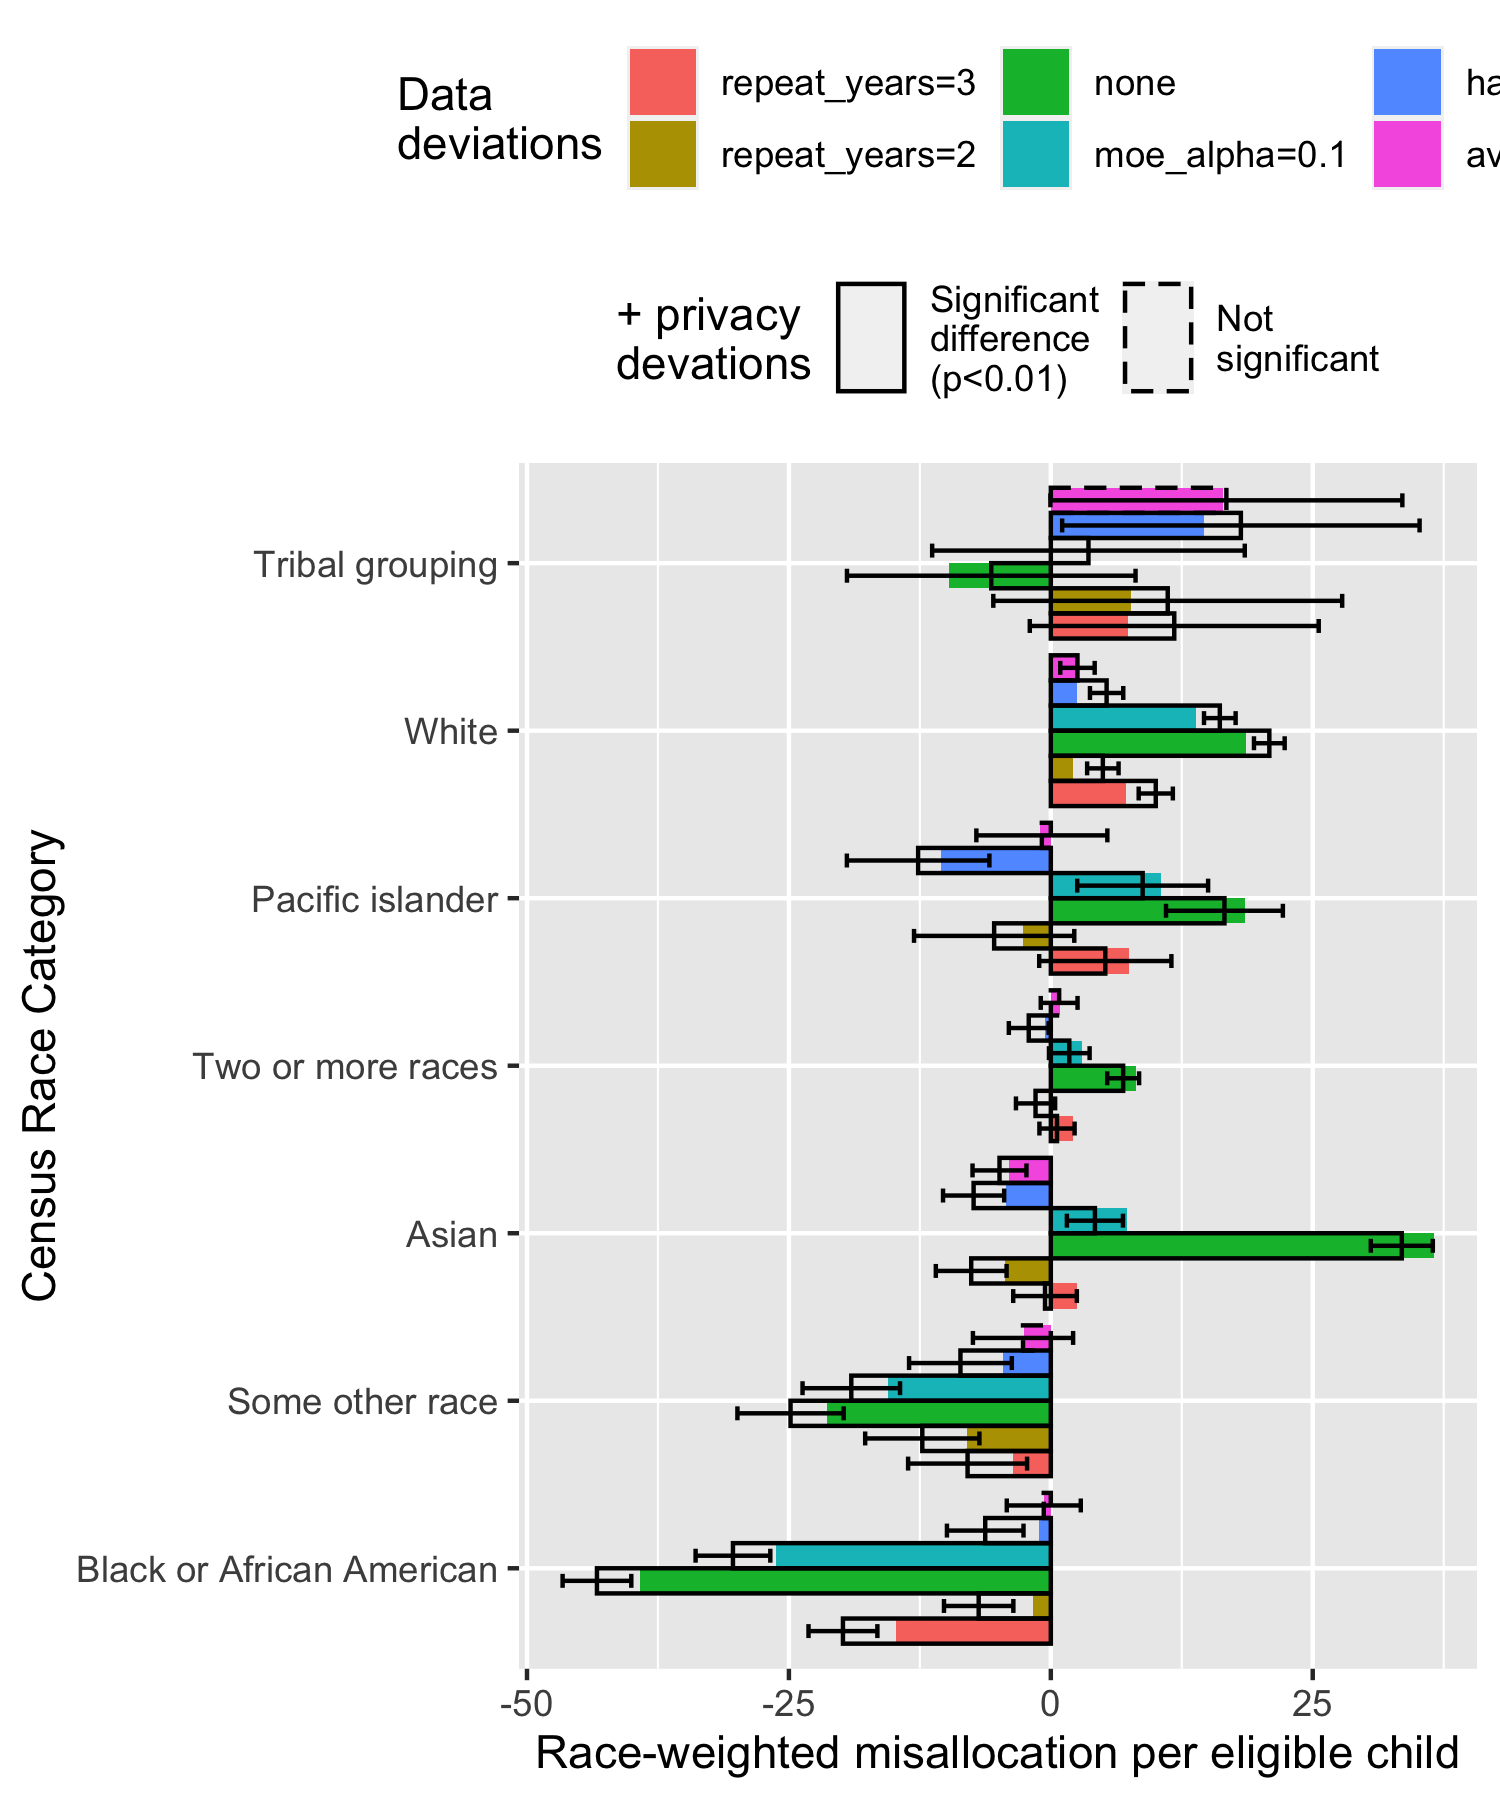 Data
deviations
repeat_years=3
none
repeat_years=2
moe_alpha=0.1
+ privacy
devations
Significant
difference
(p<0.01)
Not
significant
Census Race Category
Tribal grouping
White
Pacific islander
Two or more races
Asian
Some other race
Black or African American
-50
-25
0
25
Race-weighted misallocation per eligible child